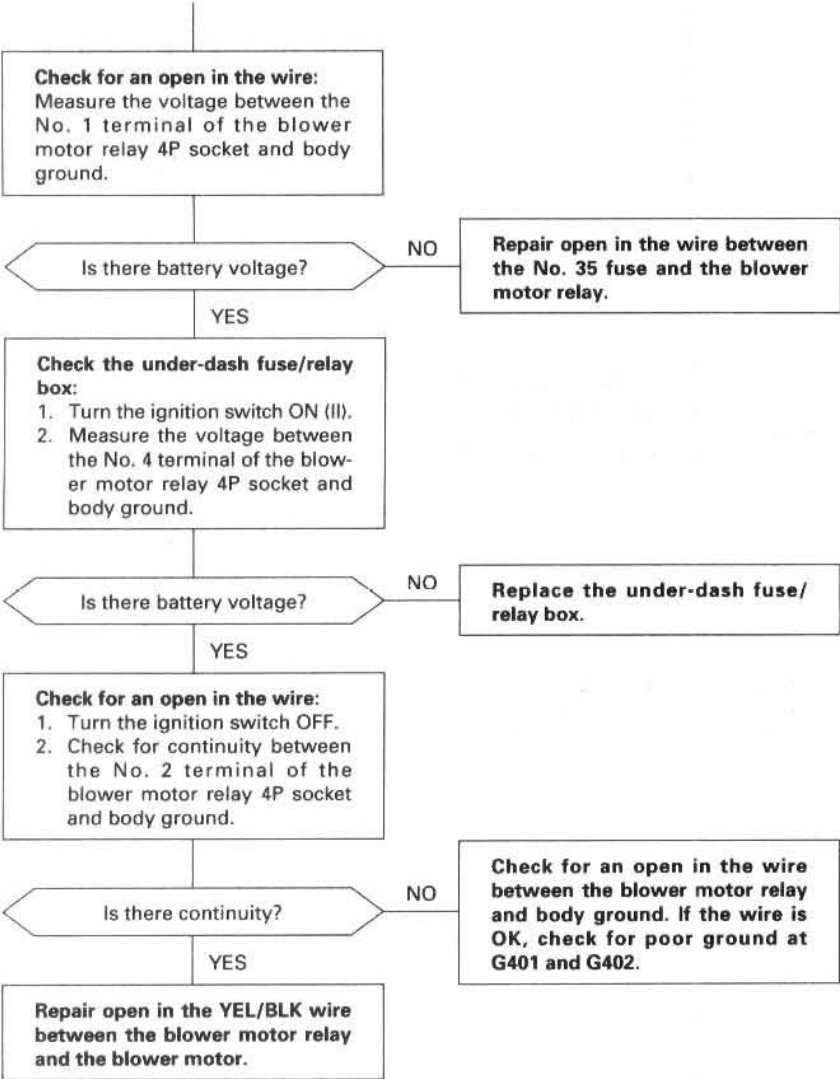 Check for an open in the wire:
Measure the voltage between the
No. 1 terminal of the blower
motor relay 4P socket and body
ground.
Is there battery voltage?
NO
Repair open in the wire between
the No. 35 fuse and the blower
motor relay.
YES
Check the under-dash fuse/relay
box:
1. Turn the ignition switch ON (II).
2. Measure the voltage between
the No. 4 terminal of the blow-
er motor relay 4P socket and
body ground.
Is there battery voltage?
NO
Replace the under-dash fuse/
relay box.
YES
Check for an open in the wire:
1. Turn the ignition switch OFF.
2. Check for continuity between
the No. 2 terminal of the
blower motor relay 4P socket
and body ground.
Is there continuity?
NO
Check for an open in the wire
between the blower motor relay
and body ground. If the wire is
OK, check for poor ground at
G401 and G402.
YES
Repair open in the YEL/BLK wire
between the blower motor relay
and the blower motor.